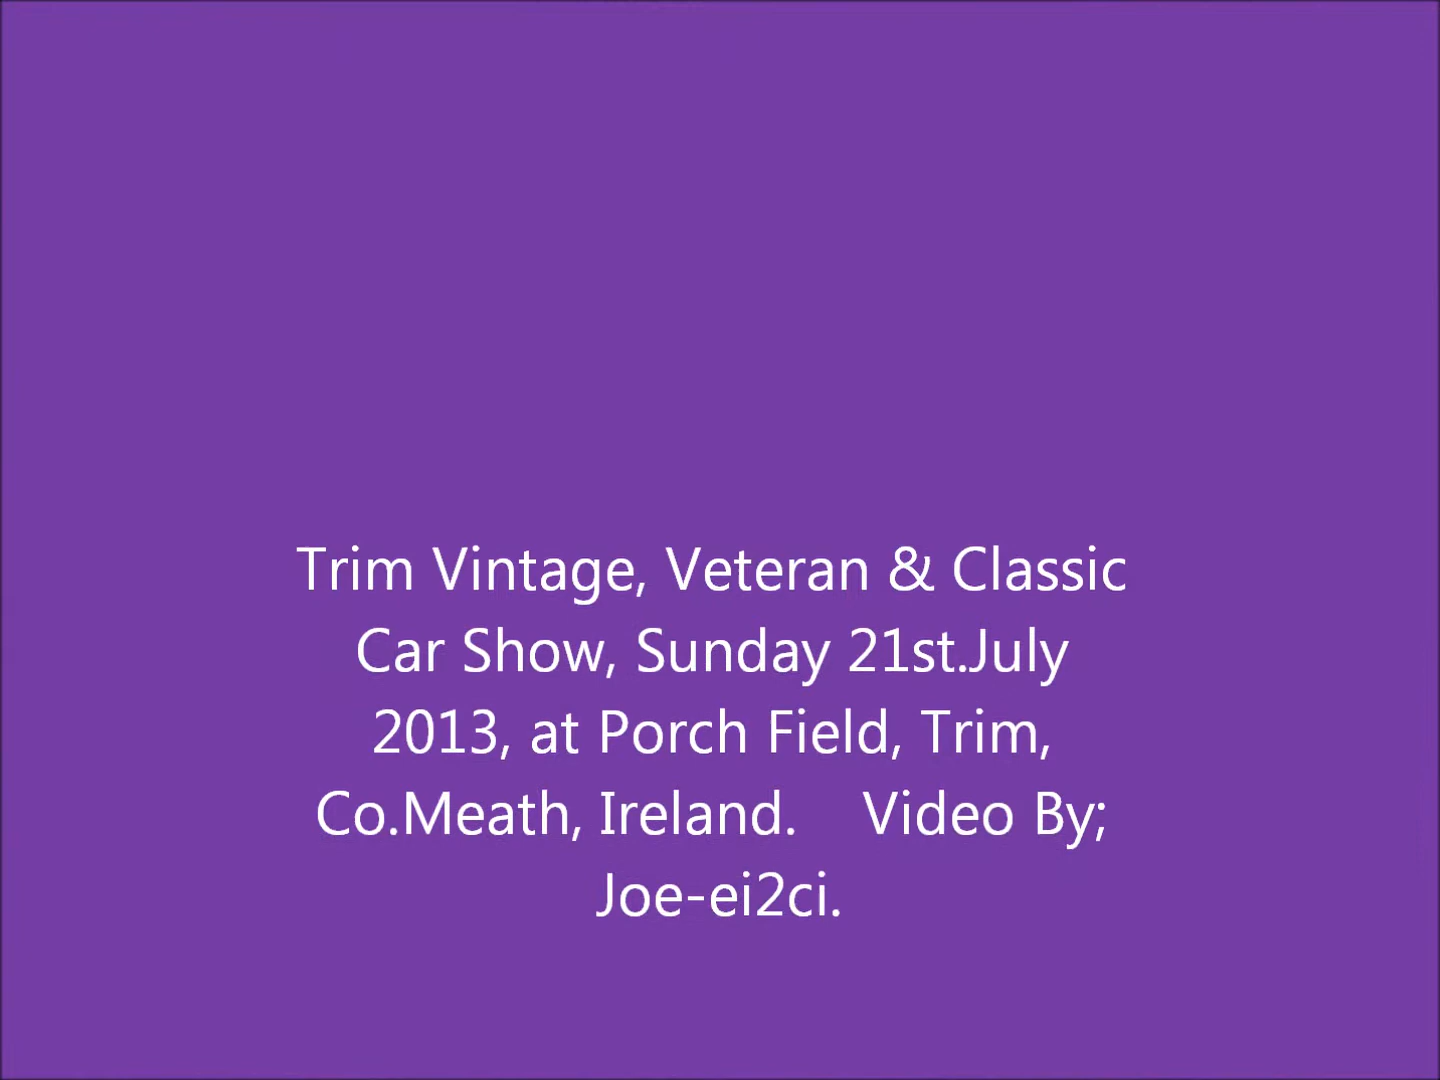 Trim Vintage, Veteran & Classic
Car Show, Sunday 21st.July
2013, at Porch Field, Trim,
Co.Meath, Ireland.    Video By;
Joe-ei2ci.